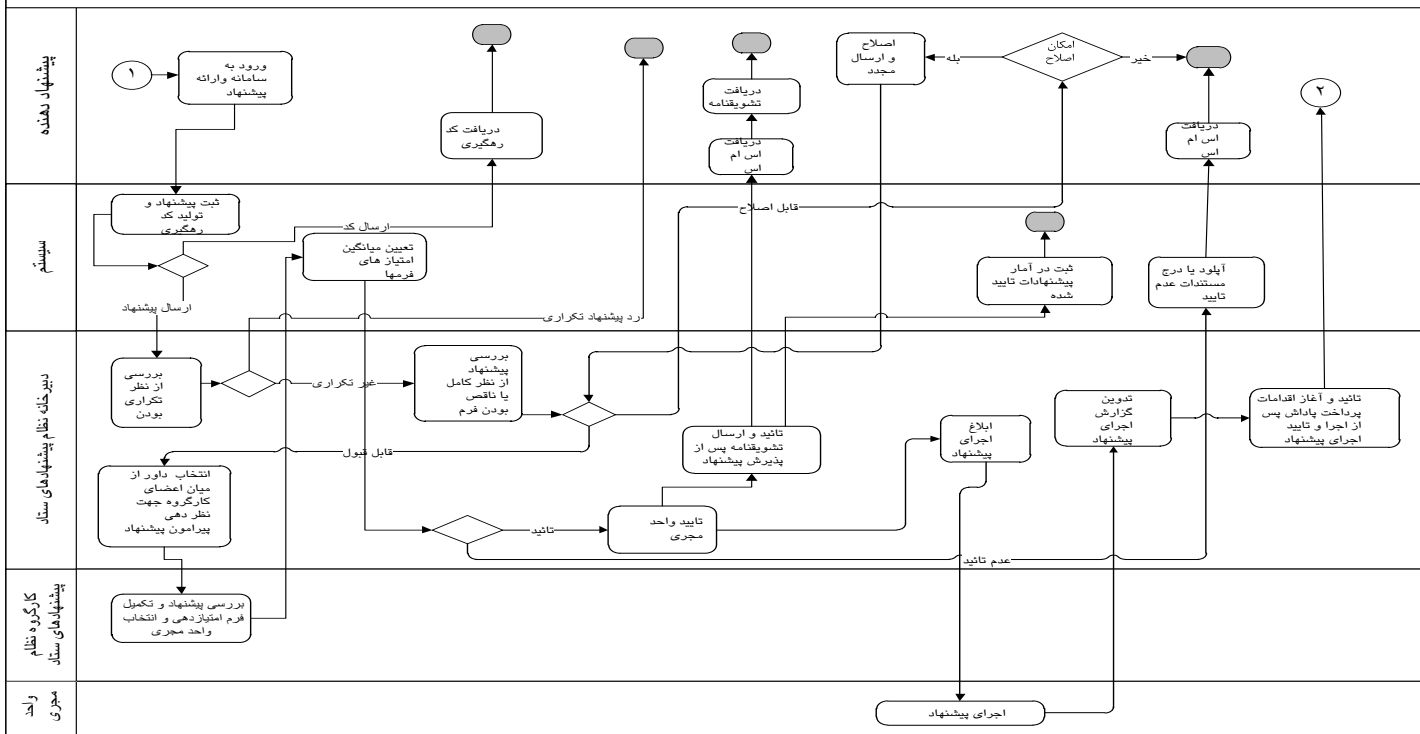 پیشنهاد دهنده
۱
ورود به
سامانه وارائه
پیشنهاد
دریافت کد
رهگیری
دریافت
تشویقنامه
دریافت
اس ام
اس
اصلاح
و ارسال
مجدد
بله
امکان
اصلاح
خیر
دریافت
اس ام
اس
۲
سیستم
ثبت پیشنهاد و
تولید کد
رهگیری
ارسال کد
ارسال پیشنهاد
تعیین میانگین
امتیاز های
فرمها
رد پیشنهاد تکراری
قابل اصلاح
ثبت در آمار
پیشنهادات تایید
شده
آپلود یا درج
مستندات عدم
تایید
دبیرخانه نظام پیشنهادهای ستاد
بررسی
از نظر
تکراری
بودن
غیر تکراری
بررسی
پیشنهاد
از نظر کامل
یا ناقص
بودن فرم
قابل قبول
انتخاب داور از
میان اعضای
کارگروه جهت
نظر دهی
پیرامون پیشنهاد
تائید
تایید واحد
مجری
تائید و ارسال
تشویقنامه پس از
پذیرش پیشنهاد
ابلاغ
اجرای
پیشنهاد
تدوین
گزارش
اجرای
پیشنهاد
تائید و آغاز اقدامات
پرداخت پاداش پس
از اجرا و تایید
اجرای پیشنهاد
عدم تائید
کارگروه نظام
پیشنهادهای ستاد
بررسی پیشنهاد و تکمیل
فرم امتیازدهی و انتخاب
واحد مجری
واحد
مجری
اجرای پیشنهاد